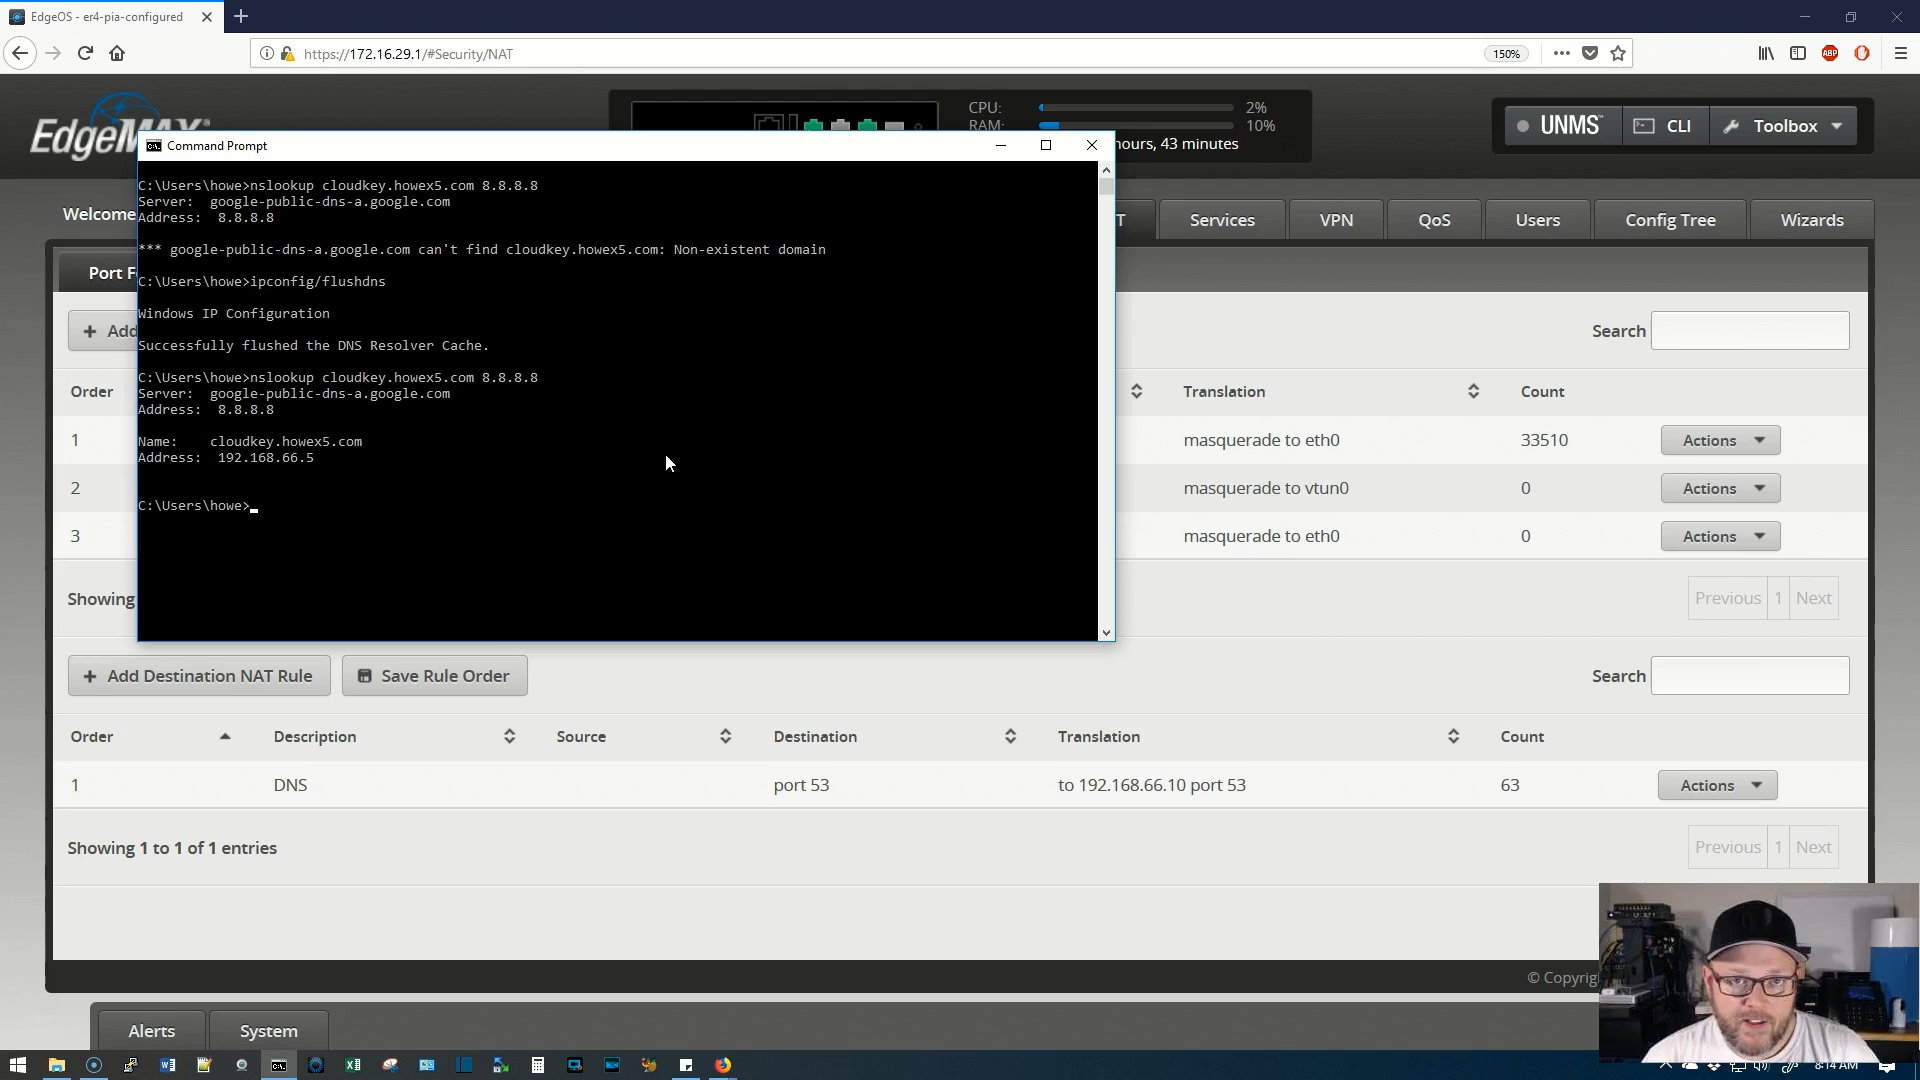 EdgeOS - er4-pia-configured
https://172.16.29.1/#Security/NAT
150%
ABP
EdgeMAX
CPU:
2%
RAM:
10%
hours, 43 minutes
UNMS
CLI
Toolbox
Command Prompt
Welcome
T
Services
VPN
QoS
Users
Config Tree
Wizards
C:\Users\howe>nslookup cloudkey.howex5.com 8.8.8.8
Server:  google-public-dns-a.google.com
Address:  8.8.8.8
*** google-public-dns-a.google.com can't find cloudkey.howex5.com: Non-existent domain
C:\Users\howe>ipconfig/flushdns
Windows IP Configuration
Successfully flushed the DNS Resolver Cache.
C:\Users\howe>nslookup cloudkey.howex5.com 8.8.8.8
Server:  google-public-dns-a.google.com
Address:  8.8.8.8
Name:    cloudkey.howex5.com
Address:  192.168.66.5
C:\Users\howe>
Port F
+ Add
Search
Order
Translation
Count
1
masquerade to eth0
33510
Actions
2
masquerade to vtun0
0
Actions
3
masquerade to eth0
0
Actions
Showing
Previous 1 Next
+ Add Destination NAT Rule
Save Rule Order
Search
Order
Description
Source
Destination
Translation
Count
1
DNS
port 53
to 192.168.66.10 port 53
63
Actions
Showing 1 to 1 of 1 entries
Previous 1 Next
© Copyrig
Alerts
System
8:14 AM